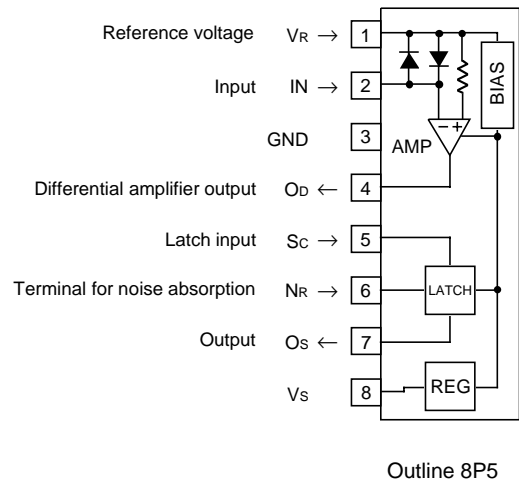 Reference voltage VR → 1
Input IN → 2
GND 3
Differential amplifier output OD ← 4
Latch input SC → 5
Terminal for noise absorption NR → 6
Output OS ← 7
VS 8
BIAS
− +
AMP
LATCH
REG
Outline 8P5